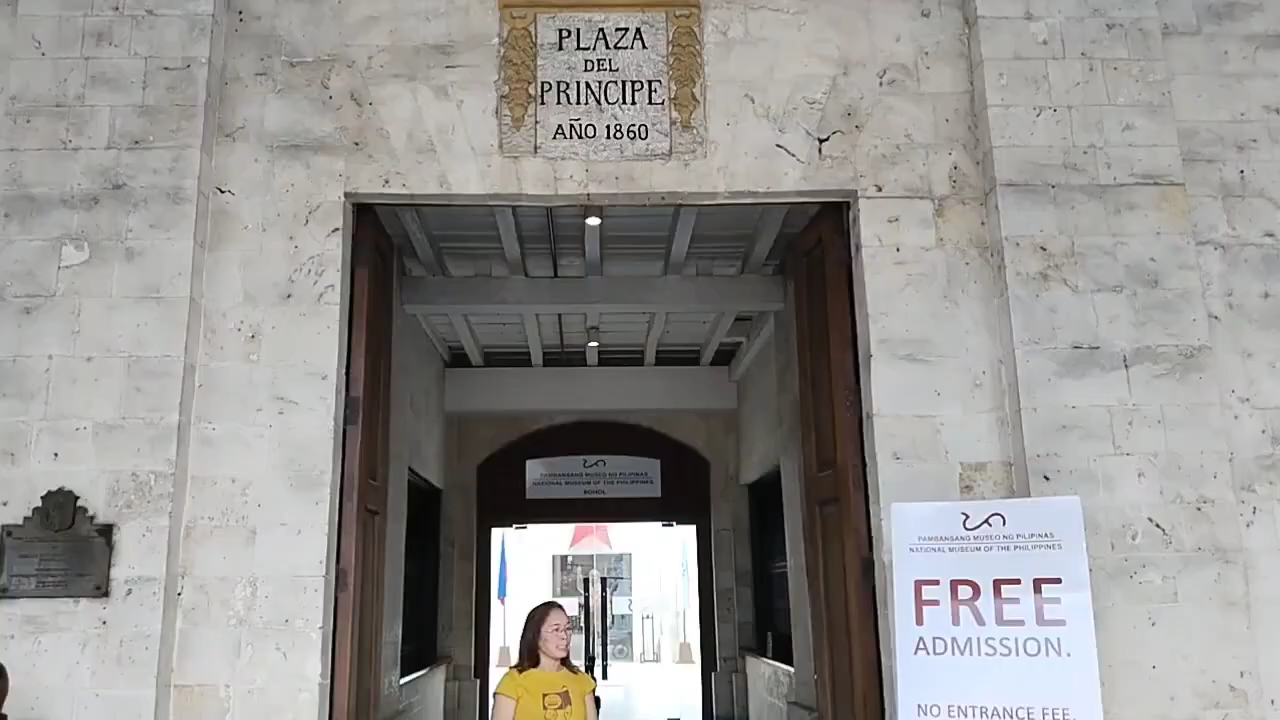 PLAZA
DEL
PRINCIPE
AÑO 1860
PAMBANSANG MUSEO NG PILIPINAS
NATIONAL MUSEUM OF THE PHILIPPINES
BOHOL
PAMBANSANG MUSEO NG PILIPINAS
NATIONAL MUSEUM OF THE PHILIPPINES
FREE
ADMISSION.
NO ENTRANCE FEE.